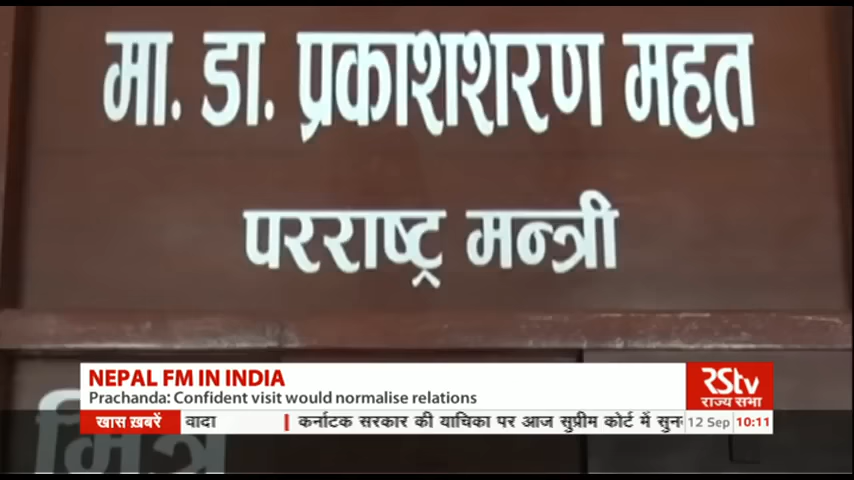 मा. डा. प्रकाशशरण महत
परराष्ट्र मन्त्री
NEPAL FM IN INDIA
Prachanda: Confident visit would normalise relations
RSTV
राज्य सभा
खास ख़बरें वादा कर्नाटक सरकार की याचिका पर आज सुप्रीम कोर्ट में सुन 12 Sep 10:11